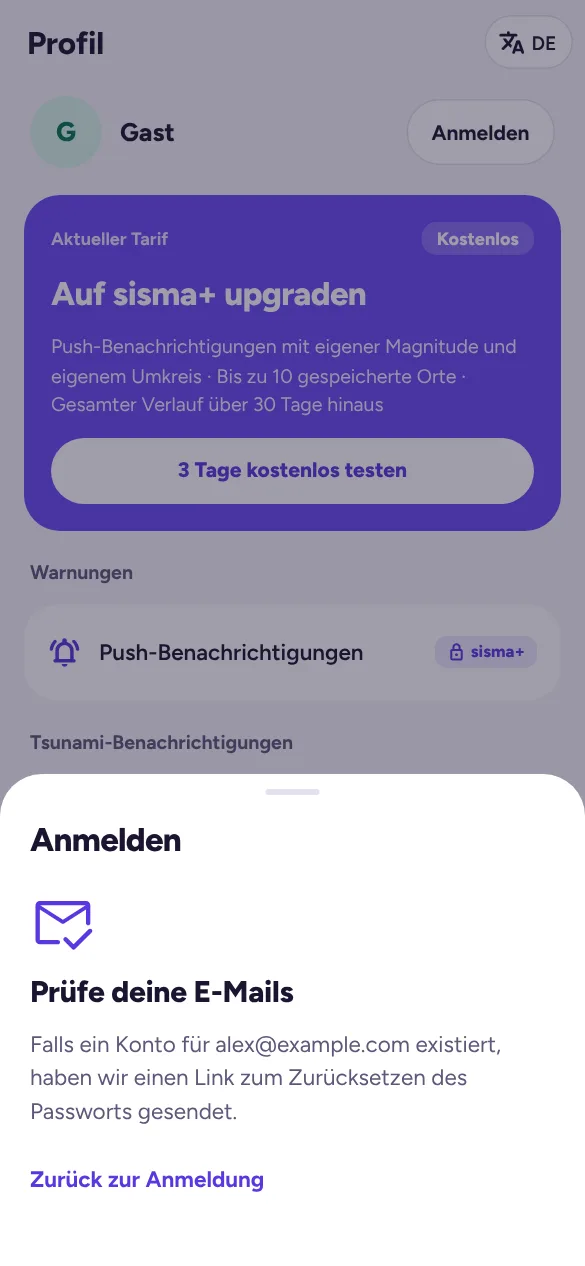 Profil
DE
G
Gast
Anmelden
Aktueller Tarif
Kostenlos
Auf sisma+ upgraden
Push-Benachrichtigungen mit eigener Magnitude und
eigenem Umkreis · Bis zu 10 gespeicherte Orte ·
Gesamter Verlauf über 30 Tage hinaus
3 Tage kostenlos testen
Warnungen
Push-Benachrichtigungen
sisma+
Tsunami-Benachrichtigungen
Anmelden
Prüfe deine E-Mails
Falls ein Konto für alex@example.com existiert,
haben wir einen Link zum Zurücksetzen des
Passworts gesendet.
Zurück zur Anmeldung